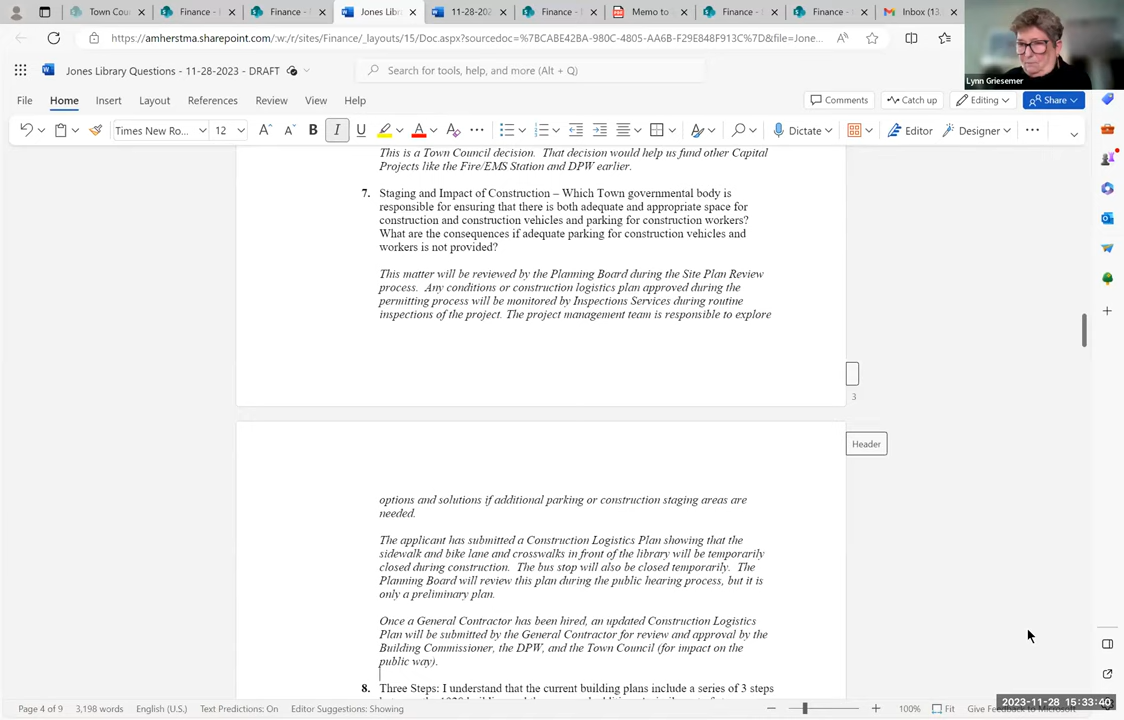 Town Cou
Finance -
Finance -
Jones Libr
11-28-202
Finance -
Memo to
Finance -
Finance -
Inbox (13
https://amherstma.sharepoint.com/:w:/r/sites/Finance/_layouts/15/Doc.aspx?sourcedoc=%7BCABE42BA-980C-4805-AA6B-F29E848F913C%7D&file=Jone...
Lynn Griesemer
Jones Library Questions - 11-28-2023 - DRAFT
Search for tools, help, and more (Alt + Q)
File Home Insert Layout References Review View Help
Comments Catch up Editing Share
Times New Ro... 12 B I U Dictate Editor Designer
This is a Town Council decision. That decision would help us fund other Capital
Projects like the Fire/EMS Station and DPW earlier.
7. Staging and Impact of Construction – Which Town governmental body is
responsible for ensuring that there is both adequate and appropriate space for
construction and construction vehicles and parking for construction workers?
What are the consequences if adequate parking for construction vehicles and
workers is not provided?
This matter will be reviewed by the Planning Board during the Site Plan Review
process. Any conditions or construction logistics plan approved during the
permitting process will be monitored by Inspections Services during routine
inspections of the project. The project management team is responsible to explore
3
Header
options and solutions if additional parking or construction staging areas are
needed.
The applicant has submitted a Construction Logistics Plan showing that the
sidewalk and bike lane and crosswalks in front of the library will be temporarily
closed during construction. The bus stop will also be closed temporarily. The
Planning Board will review this plan during the public hearing process, but it is
only a preliminary plan.
Once a General Contractor has been hired, an updated Construction Logistics
Plan will be submitted by the General Contractor for review and approval by the
Building Commissioner, the DPW, and the Town Council (for impact on the
public way).
8. Three Steps: I understand that the current building plans include a series of 3 steps
Page 4 of 9 3,198 words English (U.S.) Text Predictions: On Editor Suggestions: Showing
100% Fit Give Feedback to Microsoft
2023-11-28 15:33:40